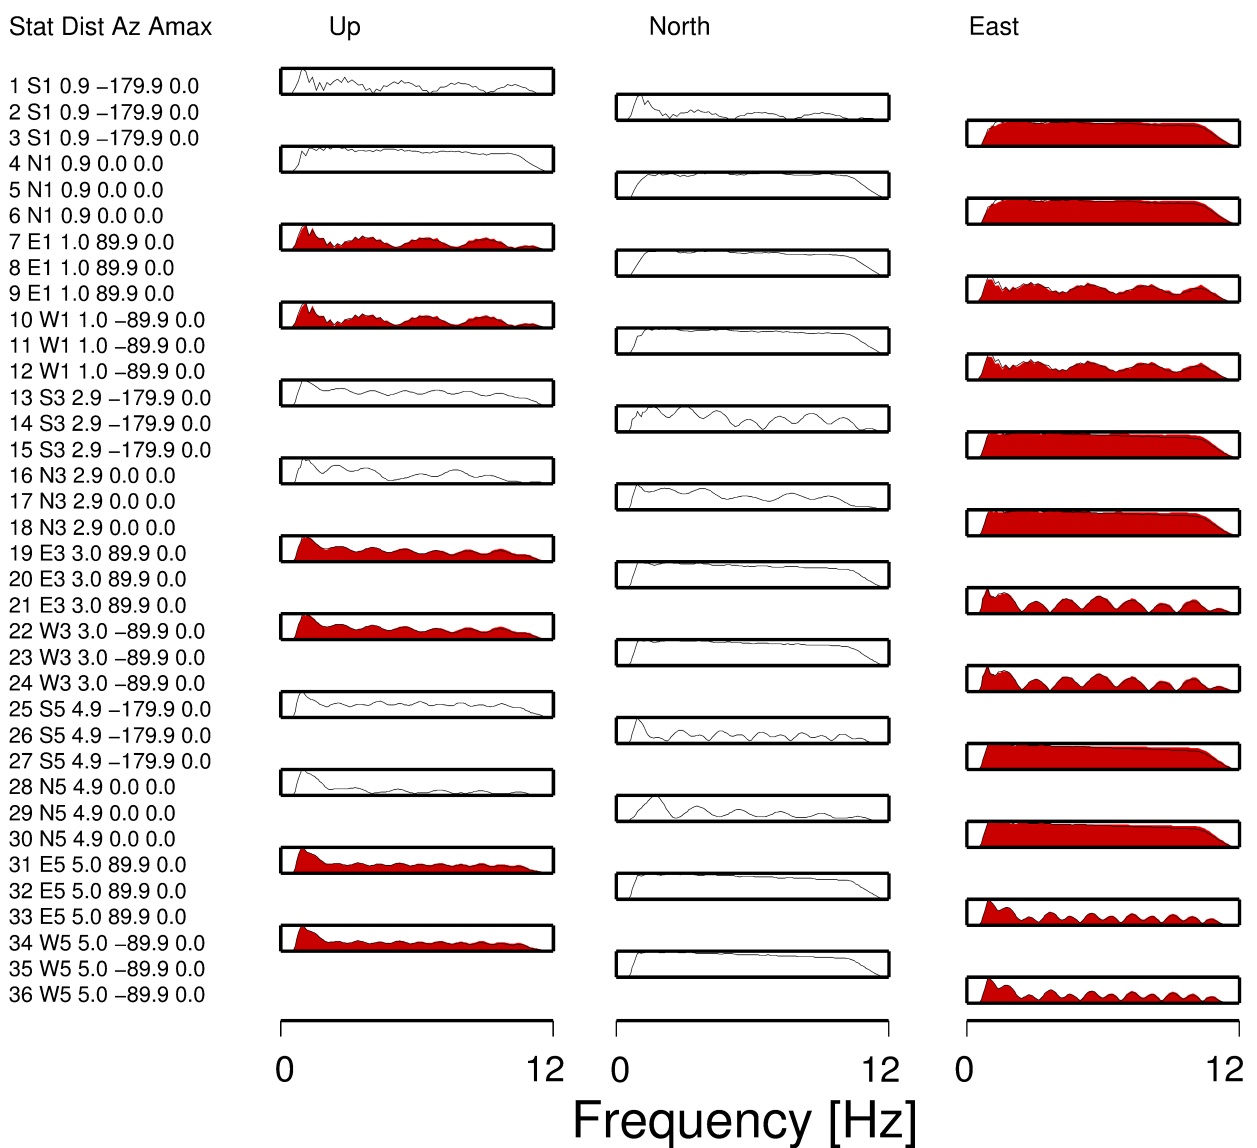 Stat Dist Az Amax Up North East
1 S1 0.9 −179.9 0.0
2 S1 0.9 −179.9 0.0
3 S1 0.9 −179.9 0.0
4 N1 0.9 0.0 0.0
5 N1 0.9 0.0 0.0
6 N1 0.9 0.0 0.0
7 E1 1.0 89.9 0.0
8 E1 1.0 89.9 0.0
9 E1 1.0 89.9 0.0
10 W1 1.0 −89.9 0.0
11 W1 1.0 −89.9 0.0
12 W1 1.0 −89.9 0.0
13 S3 2.9 −179.9 0.0
14 S3 2.9 −179.9 0.0
15 S3 2.9 −179.9 0.0
16 N3 2.9 0.0 0.0
17 N3 2.9 0.0 0.0
18 N3 2.9 0.0 0.0
19 E3 3.0 89.9 0.0
20 E3 3.0 89.9 0.0
21 E3 3.0 89.9 0.0
22 W3 3.0 −89.9 0.0
23 W3 3.0 −89.9 0.0
24 W3 3.0 −89.9 0.0
25 S5 4.9 −179.9 0.0
26 S5 4.9 −179.9 0.0
27 S5 4.9 −179.9 0.0
28 N5 4.9 0.0 0.0
29 N5 4.9 0.0 0.0
30 N5 4.9 0.0 0.0
31 E5 5.0 89.9 0.0
32 E5 5.0 89.9 0.0
33 E5 5.0 89.9 0.0
34 W5 5.0 −89.9 0.0
35 W5 5.0 −89.9 0.0
36 W5 5.0 −89.9 0.0
0 12 0 12 0 12
Frequency [Hz]